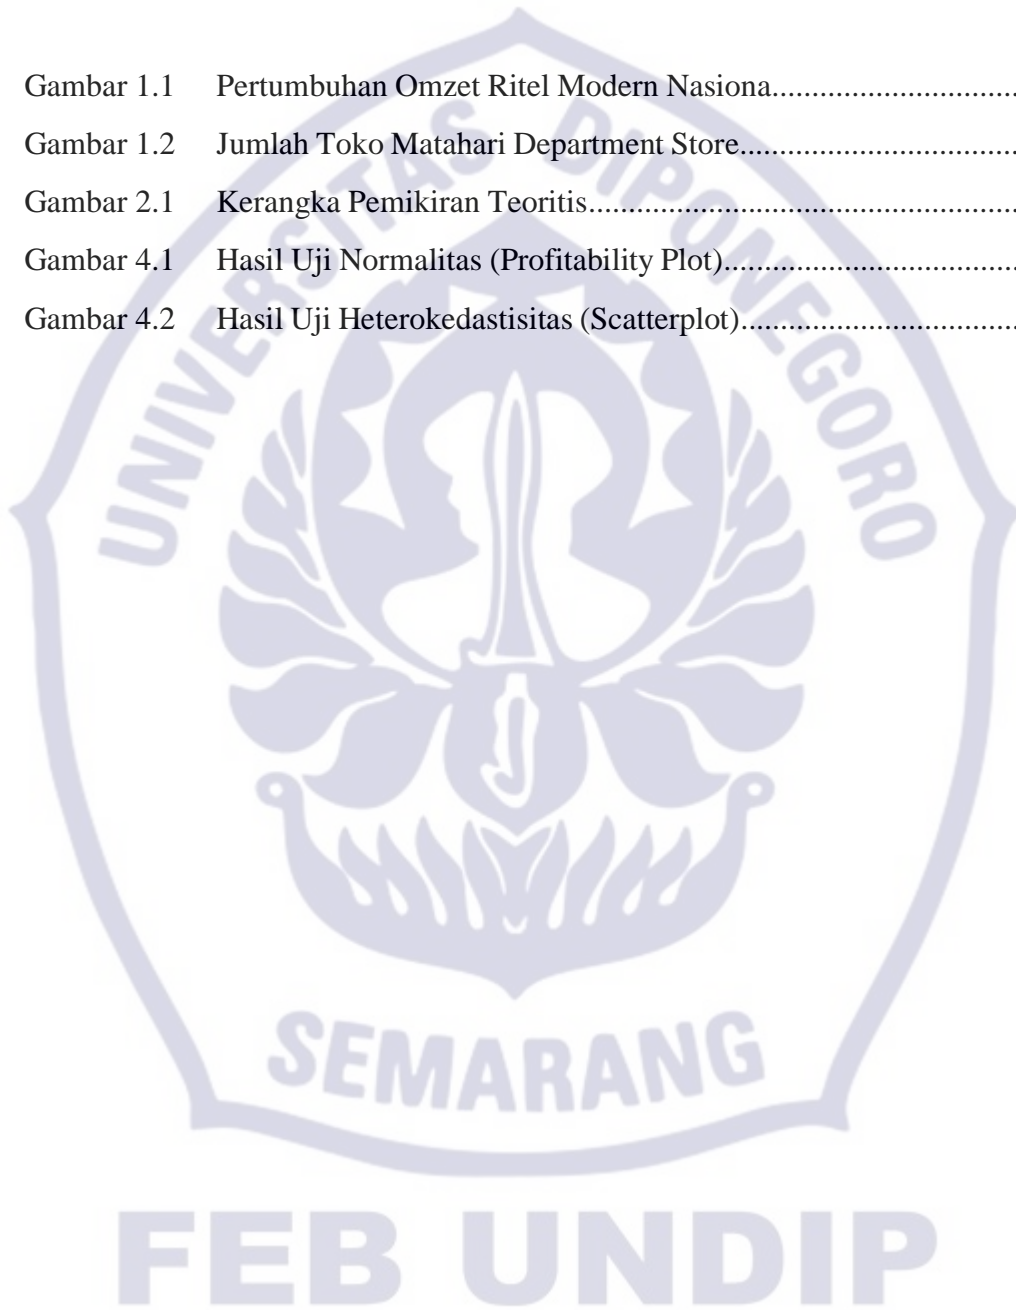 Gambar 1.1 Pertumbuhan Omzet Ritel Modern Nasiona..............................
Gambar 1.2 Jumlah Toko Matahari Department Store..................................
Gambar 2.1 Kerangka Pemikiran Teoritis.....................................................
Gambar 4.1 Hasil Uji Normalitas (Profitability Plot)....................................
Gambar 4.2 Hasil Uji Heterokedastisitas (Scatterplot)..................................
UNIVERSITAS DIPONEGORO
SEMARANG
FEB UNDIP